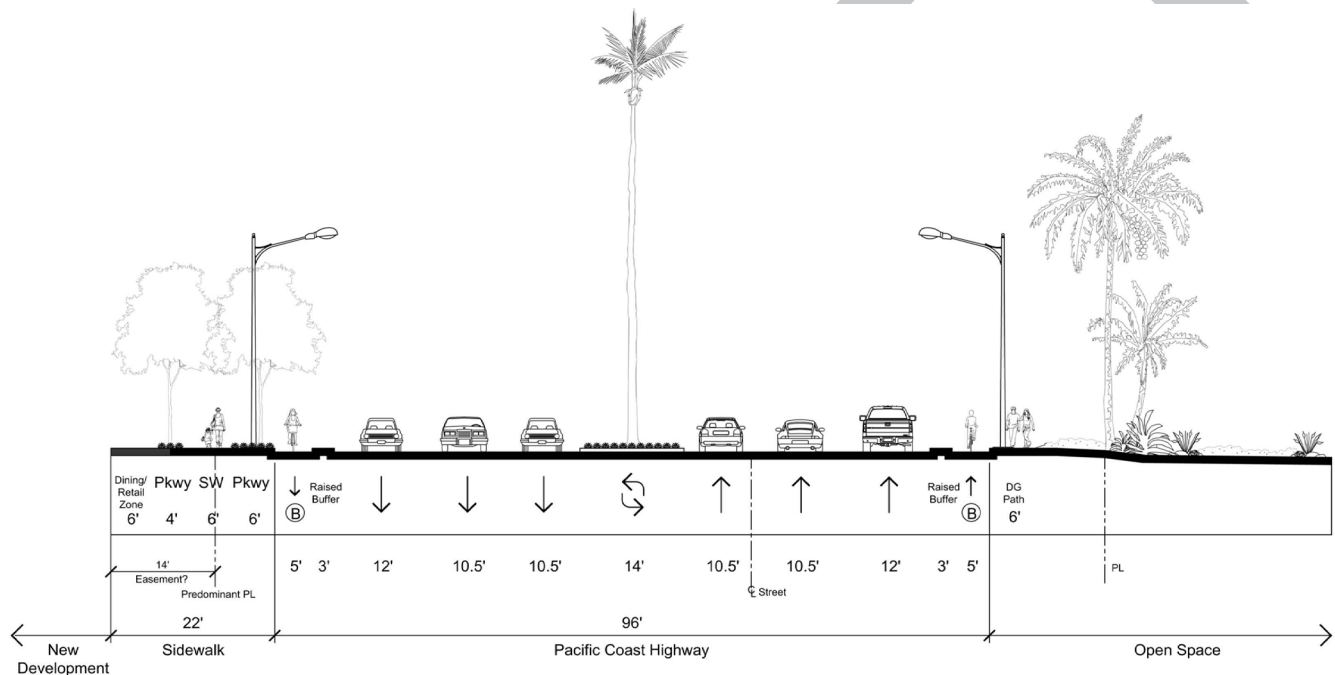 Dining/
Retail
Zone
6'
Pkwy
4'
SW
6'
Pkwy
6'
B
Raised
Buffer
Raised
Buffer
B
DG
Path
6'
14'
Easement?
Predominant PL
5' 3' 12' 10.5' 10.5' 14' 10.5' 10.5' 12' 3' 5'
℄ Street
PL
22'
96'
New
Development
Sidewalk
Pacific Coast Highway
Open Space